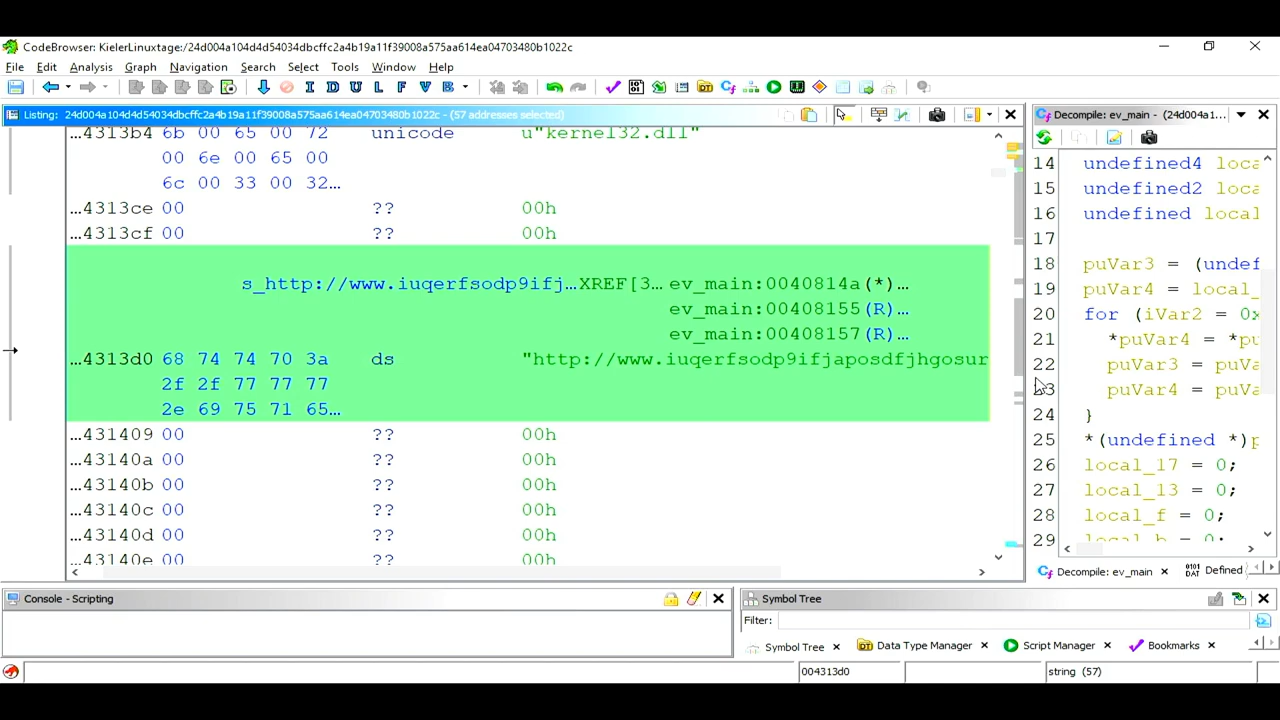 CodeBrowser: KielerLinuxtage:/24d004a104d4d54034dbcffc2a4b19a11f39008a575aa614ea04703480b1022c
File Edit Analysis Graph Navigation Search Select Tools Window Help
I D U L F V B
Listing: 24d004a104d4d54034dbcffc2a4b19a11f39008a575aa614ea04703480b1022c - (57 addresses selected)
...4313b4 6b 00 65 00 72 unicode u"kernel32.dll"
00 6e 00 65 00
6c 00 33 00 32...
...4313ce 00 ?? 00h
...4313cf 00 ?? 00h
s_http://www.iuqerfsodp9ifj...XREF[3... ev_main:0040814a(*)...
ev_main:00408155(R)...
ev_main:00408157(R)...
...4313d0 68 74 74 70 3a ds "http://www.iuqerfsodp9ifjaposdfjhgosur
2f 2f 77 77 77
2e 69 75 71 65...
...431409 00 ?? 00h
...43140a 00 ?? 00h
...43140b 00 ?? 00h
...43140c 00 ?? 00h
...43140d 00 ?? 00h
...43140e 00 ?? 00h
Decompile: ev_main - (24d004a1...
14 undefined4 loca
15 undefined2 loca
16 undefined local
17
18 puVar3 = (undef
19 puVar4 = local_
20 for (iVar2 = 0x
21 *puVar4 = *pu
22 puVar3 = puVa
23 puVar4 = puVa
24 }
25 *(undefined *)p
26 local_17 = 0;
27 local_13 = 0;
28 local_f = 0;
29 local_b = 0;
Decompile: ev_main Defined
Console - Scripting
Symbol Tree
Filter:
Symbol Tree Data Type Manager Script Manager Bookmarks
004313d0 string (57)